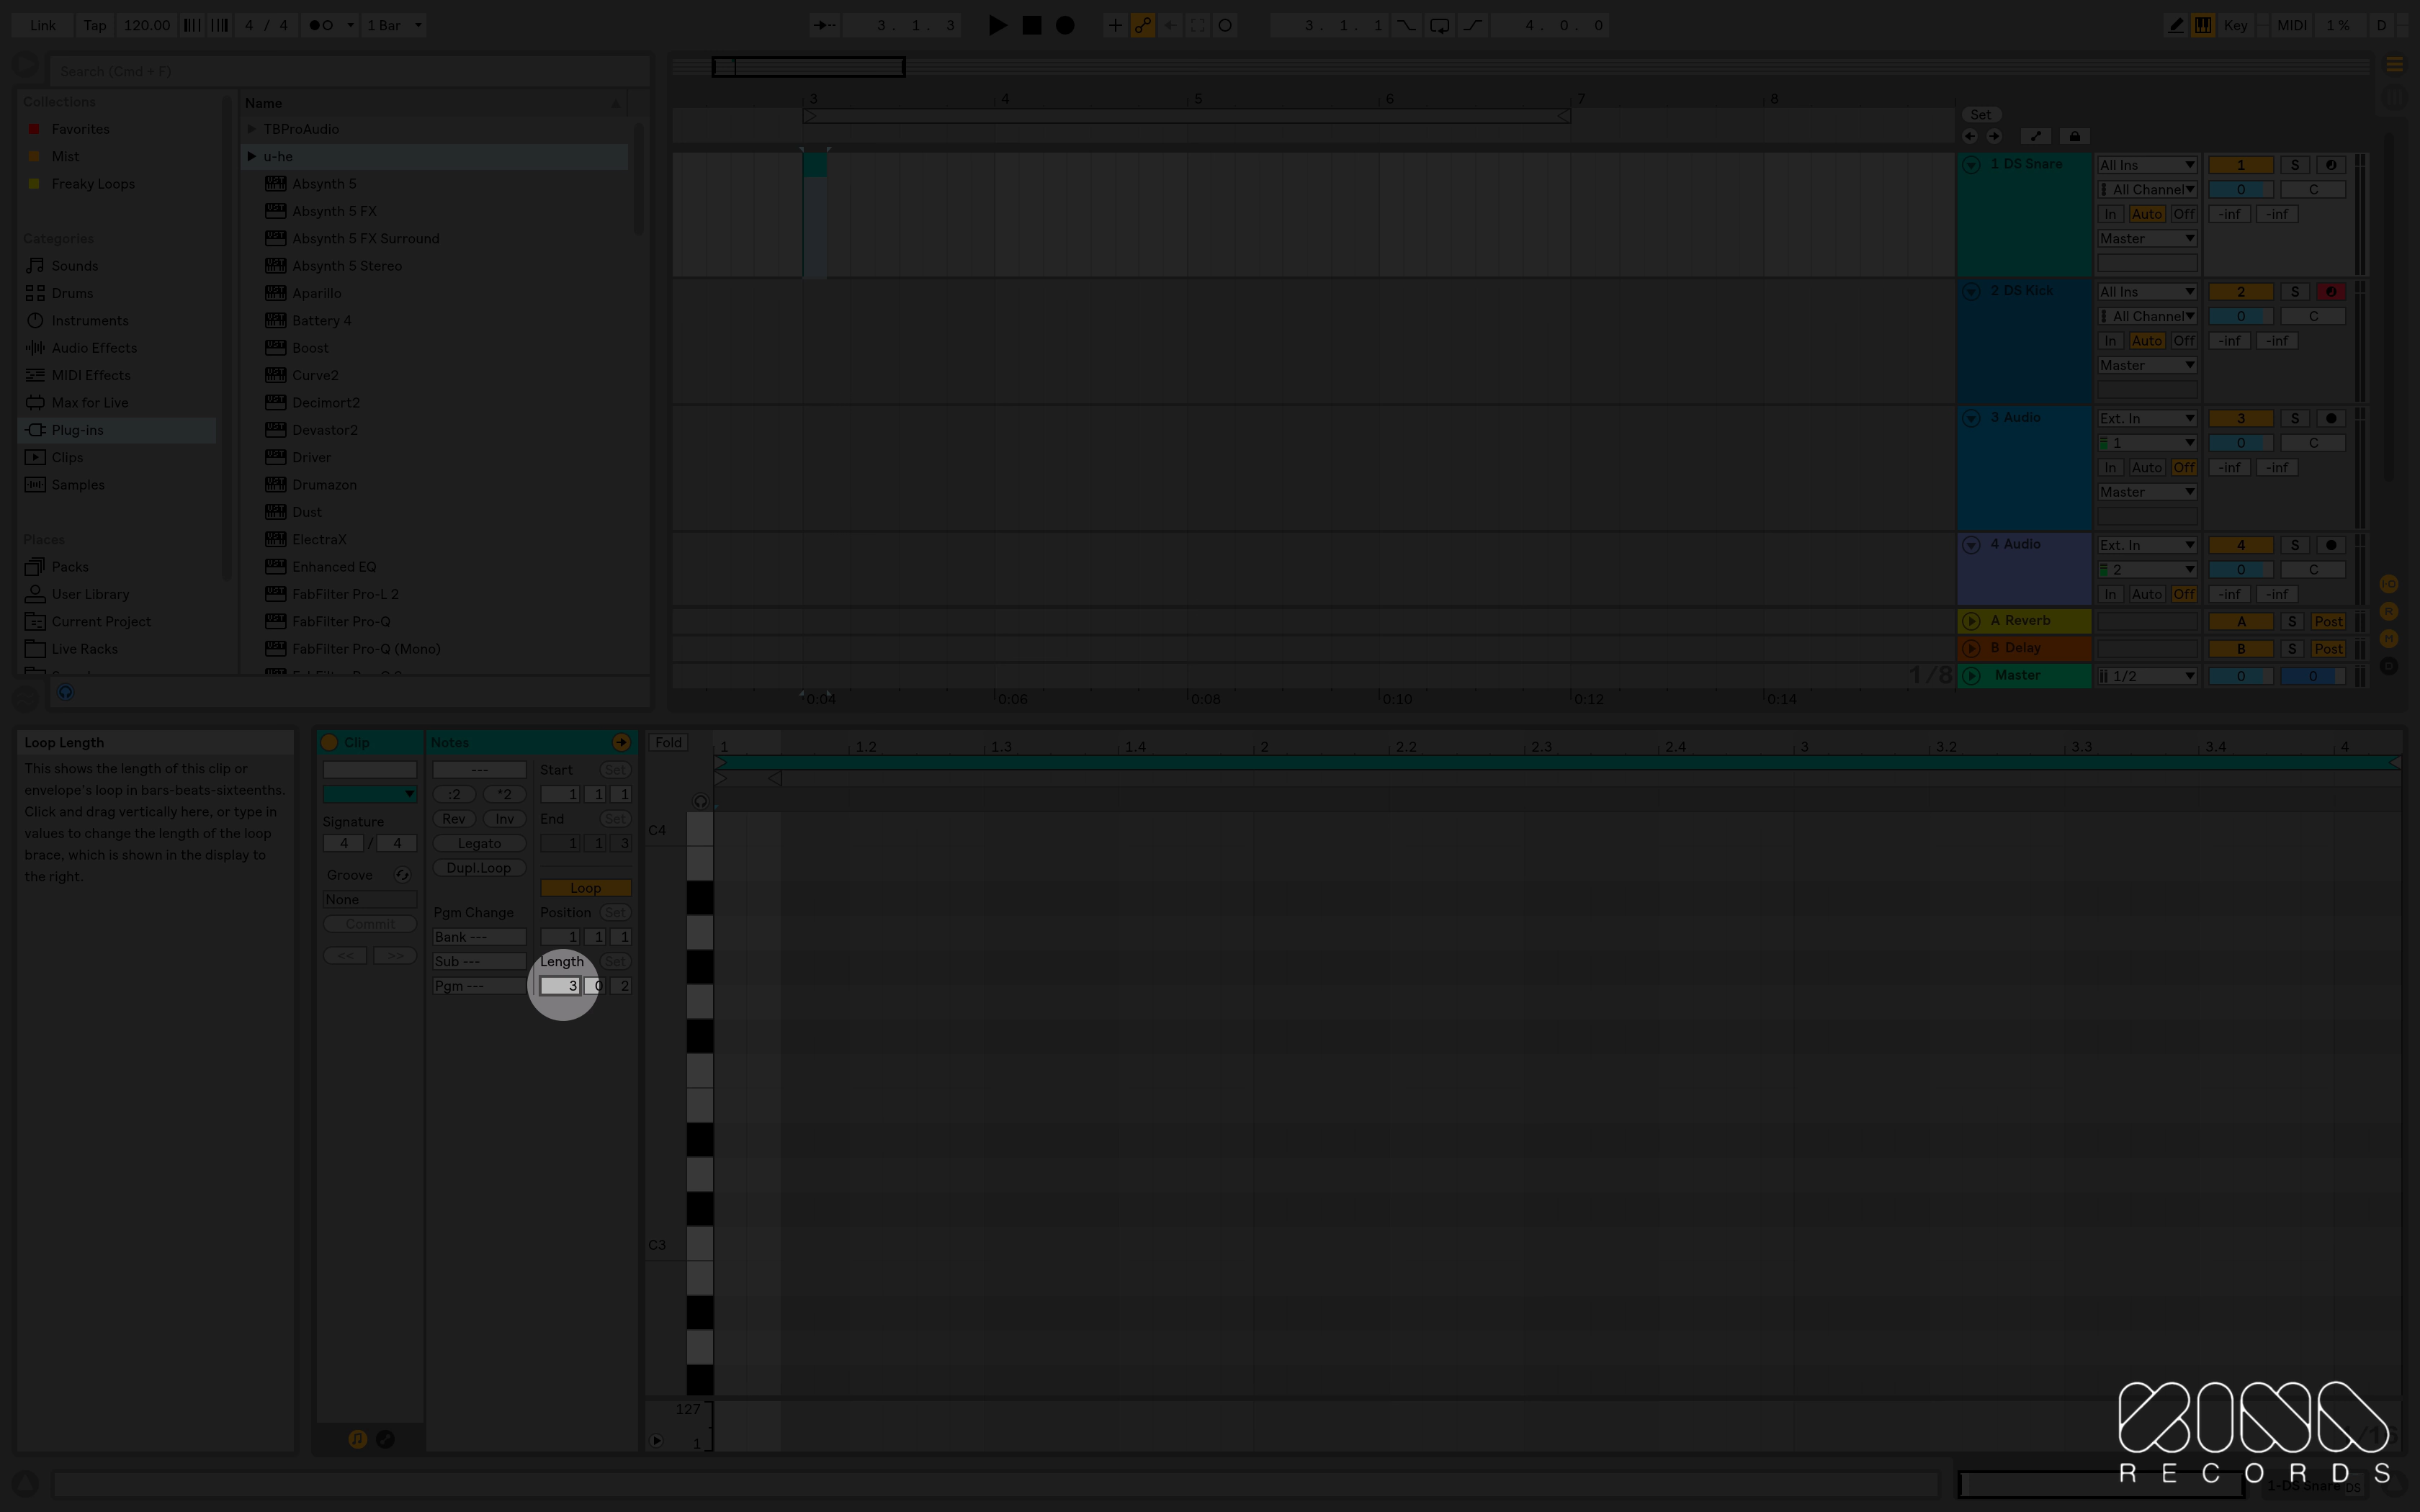 Link Tap 120.00 4 / 4 1 Bar 3. 1. 3 3. 1. 1 4. 0. 0 Key MIDI 1 % D
Search (Cmd + F)
Collections
Favorites
Mist
Freaky Loops
Categories
Sounds
Drums
Instruments
Audio Effects
MIDI Effects
Max for Live
Plug-ins
Clips
Samples
Places
Packs
User Library
Current Project
Live Racks
Name
TBProAudio
u-he
Absynth 5
Absynth 5 FX
Absynth 5 FX Surround
Absynth 5 Stereo
Aparillo
Battery 4
Boost
Curve2
Decimort2
Devastor2
Driver
Drumazon
Dust
ElectraX
Enhanced EQ
FabFilter Pro-L 2
FabFilter Pro-Q
FabFilter Pro-Q (Mono)
3 4 5 6 7 8
Set
1 DS Snare All Ins 1 S
All Channel 0 C
In Auto Off -inf -inf
Master
2 DS Kick All Ins 2 S
All Channel 0 C
In Auto Off -inf -inf
Master
3 Audio Ext. In 3 S
1 0 C
In Auto Off -inf -inf
Master
4 Audio Ext. In 4 S
2 0 C
In Auto Off -inf -inf
A Reverb A S Post
B Delay B S Post
1/8 Master 1/2 0 0
0:04 0:06 0:08 0:10 0:12 0:14
I-O
R
M
D
Loop Length
This shows the length of this clip or
envelope's loop in bars-beats-sixteenths.
Click and drag vertically here, or type in
values to change the length of the loop
brace, which is shown in the display to
the right.
Clip
Signature
4 / 4
Groove
None
Commit
<< >>
Notes
---
:2 *2
Rev Inv
Legato
Dupl.Loop
Pgm Change
Bank ---
Sub ---
Pgm ---
Start Set
1 1 1
End Set
1 1 3
Loop
Position Set
1 1 1
Length Set
3 0 2
Fold 1 1.2 1.3 1.4 2 2.2 2.3 2.4 3 3.2 3.3 3.4 4
C4
C3
127
1
RECORDS
1-DS Snare DS